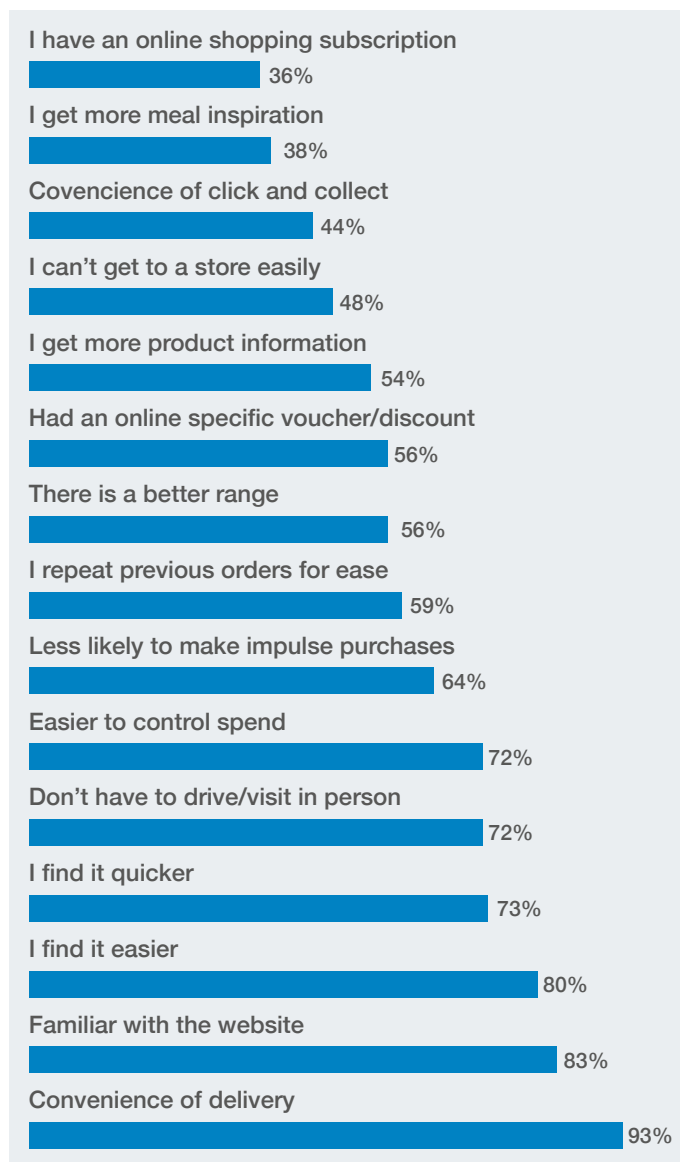 I have an online shopping subscription
36%
I get more meal inspiration
38%
Covencience of click and collect
44%
I can’t get to a store easily
48%
I get more product information
54%
Had an online specific voucher/discount
56%
There is a better range
56%
I repeat previous orders for ease
59%
Less likely to make impulse purchases
64%
Easier to control spend
72%
Don’t have to drive/visit in person
72%
I find it quicker
73%
I find it easier
80%
Familiar with the website
83%
Convenience of delivery
93%